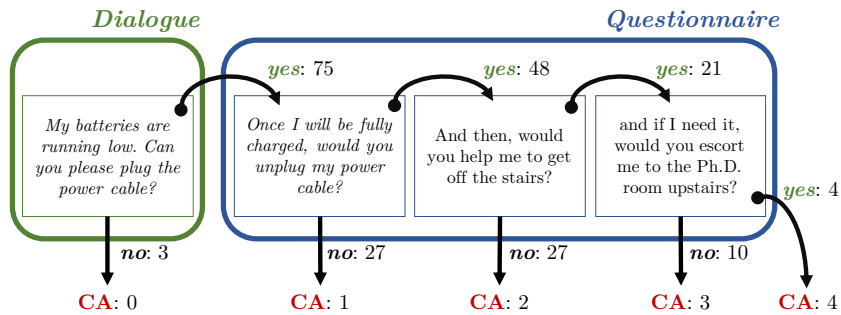 Dialogue
Questionnaire
yes: 75
yes: 48
yes: 21
My batteries are
running low. Can
you please plug the
power cable?
Once I will be fully
charged, would you
unplug my power
cable?
And then, would
you help me to get
off the stairs?
and if I need it,
would you escort
me to the Ph.D.
room upstairs?
yes: 4
no: 3
no: 27
no: 27
no: 10
CA: 0
CA: 1
CA: 2
CA: 3
CA: 4